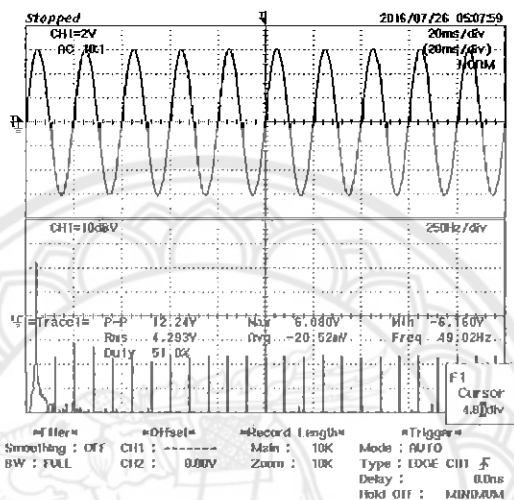 Stopped 2016/07/26 05:07:59
CH1=2V 20ms/div
AC 10:1 (20ms/div)
NORM
CH1=10dBV 250Hz/div
=Trace1= P-P 12.24V Max 6.080V Min -6.160V
Rms 4.293V Avg -20.52mV Freq 49.02Hz
Duty 51.0%
F1
Cursor
4.80div
=Filter= =Offset= =Record Length= =Trigger=
Smoothing : OFF CH1 : Main : 10K Mode : AUTO
BW : FULL CH2 : 0.00V Zoom : 10K Type : EDGE CH1
Delay : 0.0ns
Hold Off : MINIMUM